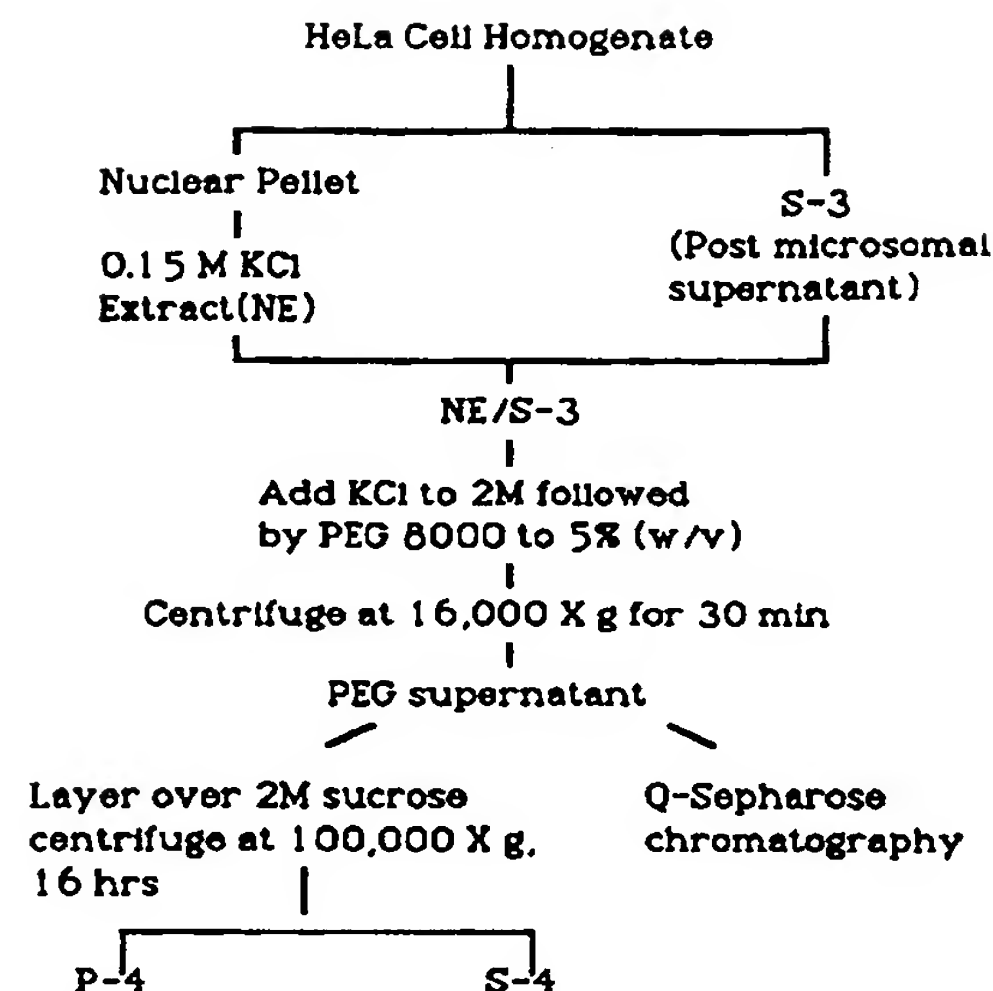 HeLa Cell Homogenate
Nuclear Pellet
0.15 M KCl
Extract(NE)
S-3
(Post microsomal
supernatant)
NE/S-3
Add KCl to 2M followed
by PEG 8000 to 5% (w/v)
Centrifuge at 16,000 X g for 30 min
PEG supernatant
Layer over 2M sucrose
centrifuge at 100,000 X g,
16 hrs
Q-Sepharose
chromatography
P-4
S-4